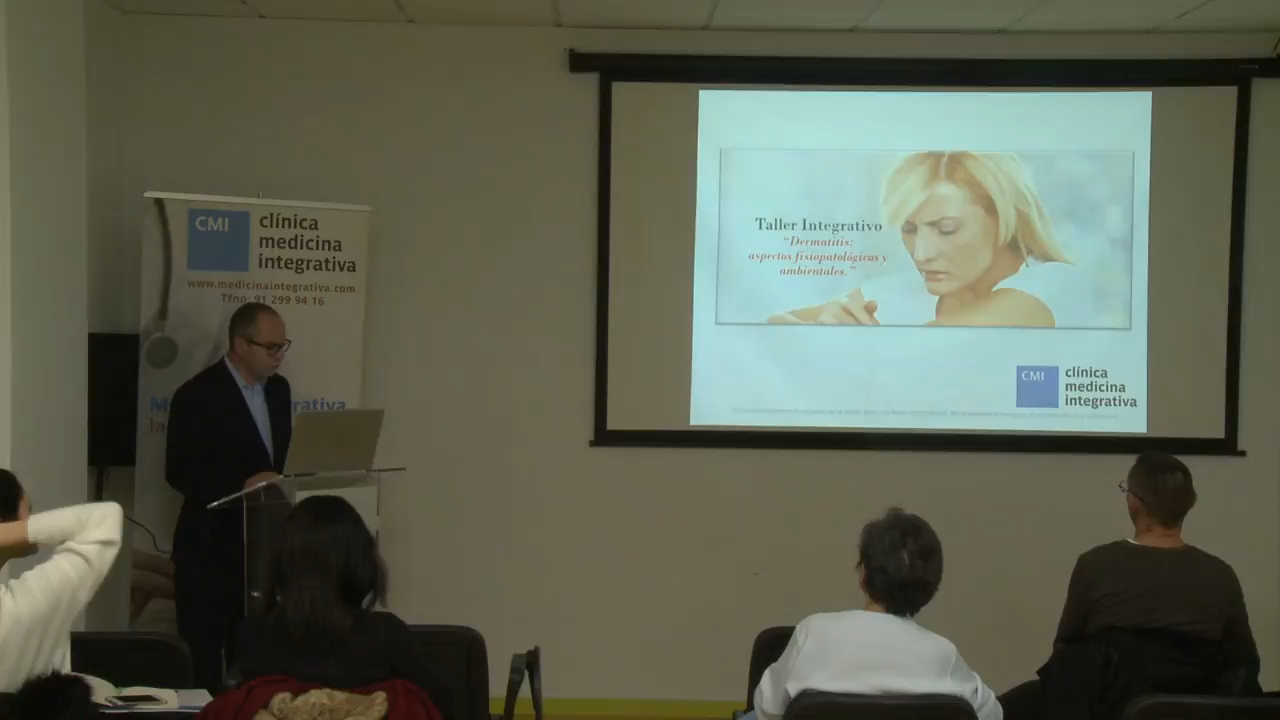 CMI
clínica
medicina
integrativa
www.medicinaintegrativa.com
Tfno: 91 299 94 16
Taller Integrativo
“Dermatitis:
aspectos fisiopatológicos y
ambientales.”
CMI
clínica
medicina
integrativa